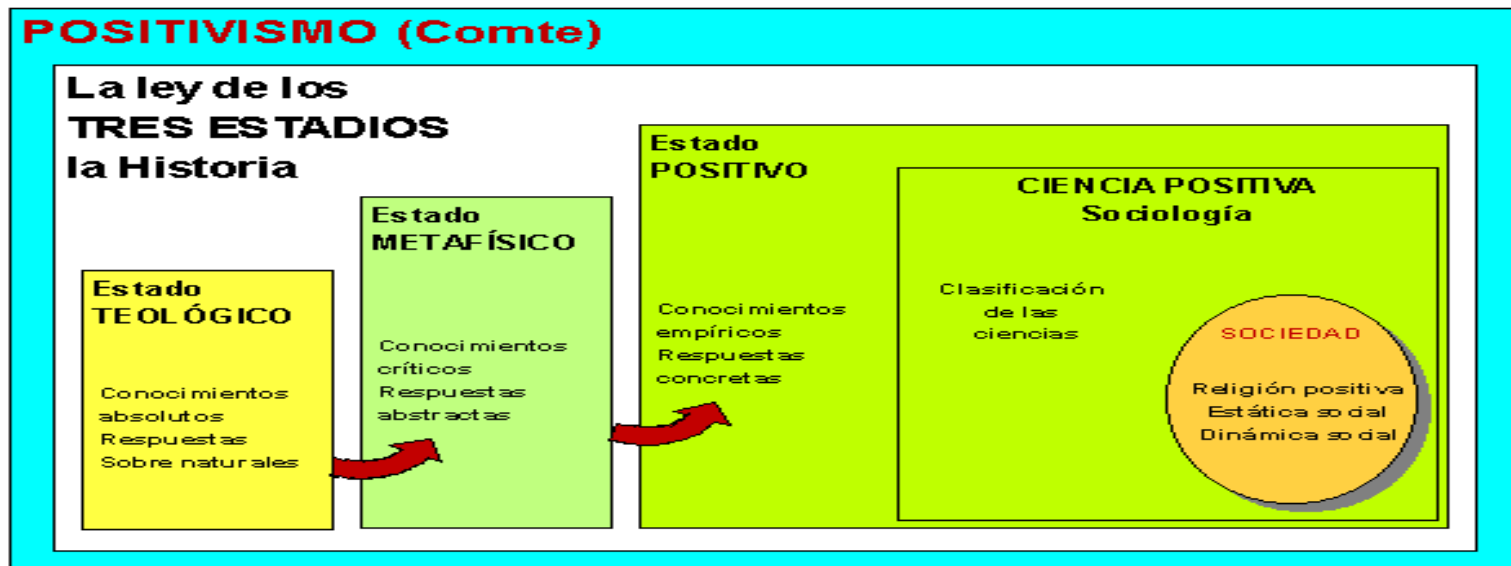 POSITIVISMO (Comte)
La ley de los
TRES ESTADIOS
la Historia
Estado
TEOLÓGICO
Conocimientos
absolutos
Respuestas
Sobre naturales
Estado
METAFÍSICO
Conocimientos
críticos
Respuestas
abstractas
Estado
POSITIVO
Conocimientos
empíricos
Respuestas
concretas
CIENCIA POSITIVA
Sociología
Clasificación
de las
ciencias
SOCIEDAD
Religión positiva
Estática social
Dinámica social